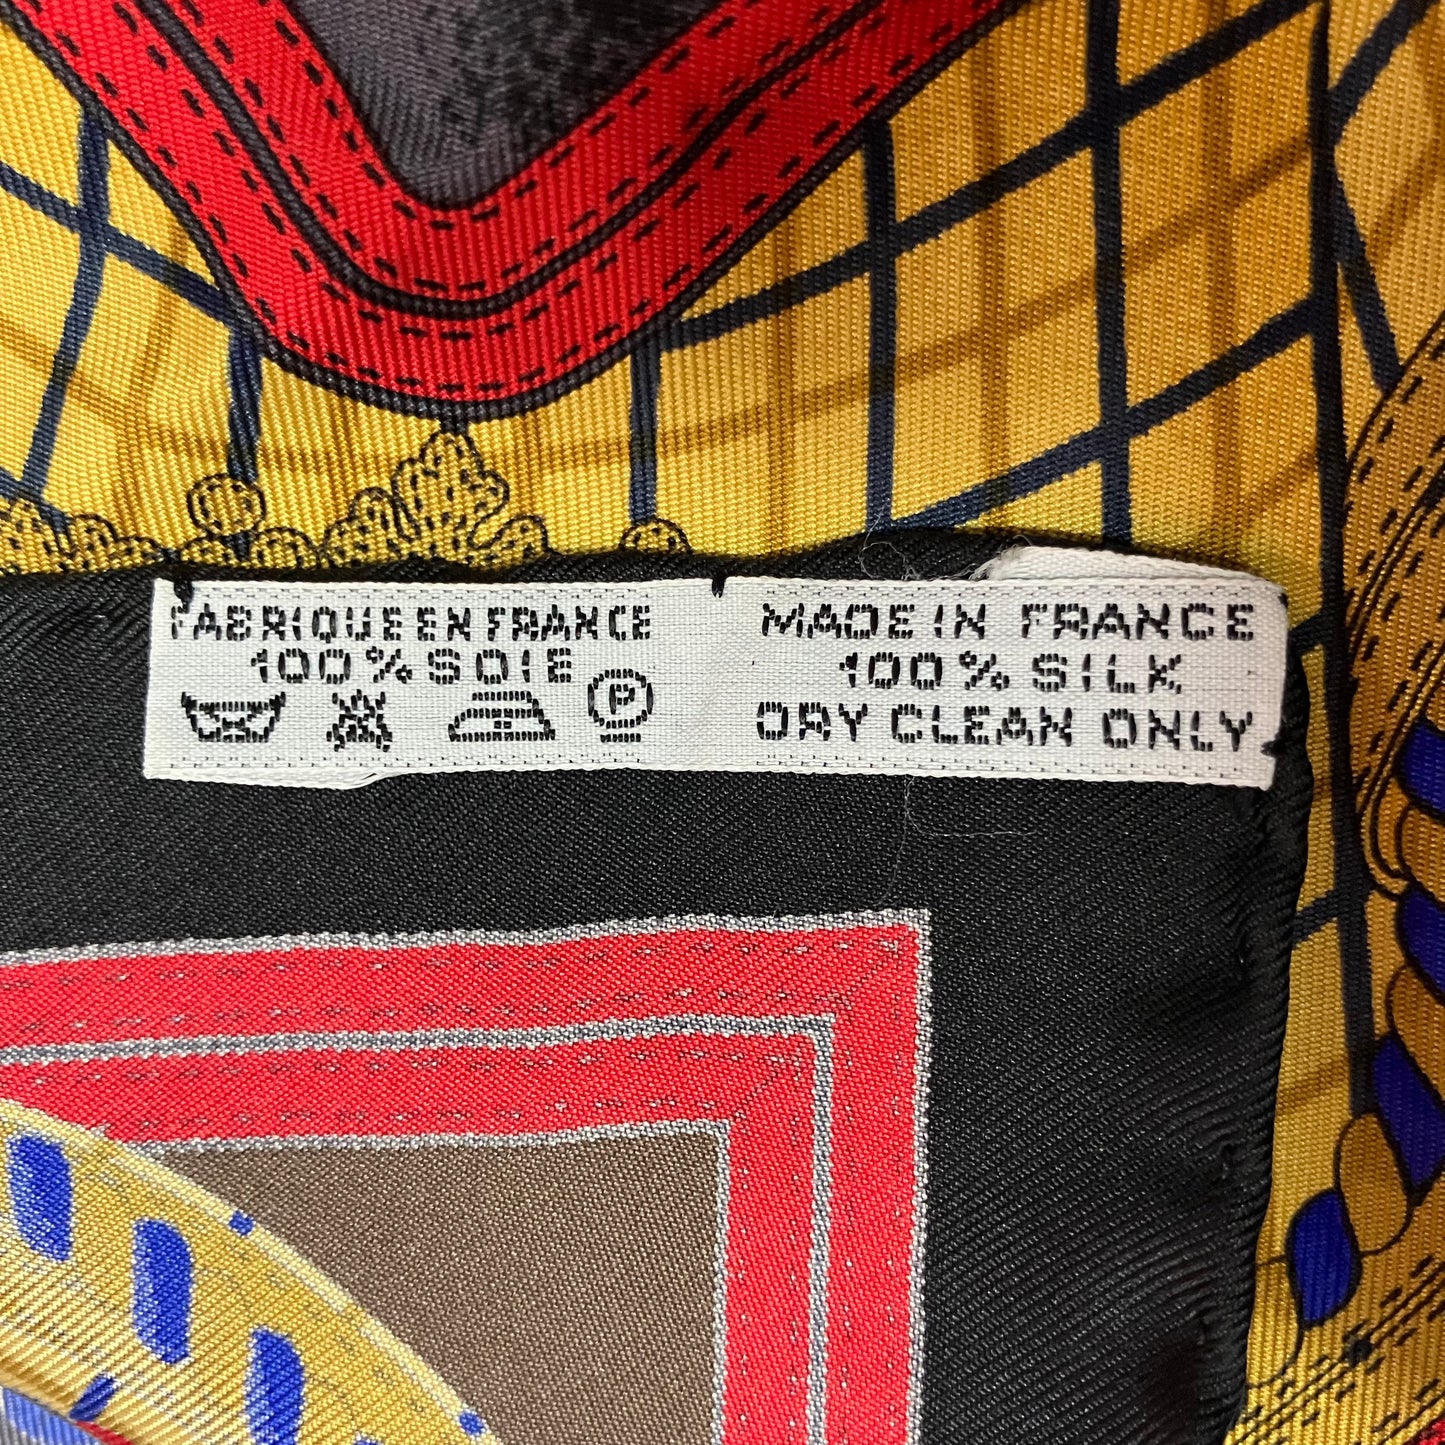 FABRIQUE EN FRANCE
100% SOIE
P
MADE IN FRANCE
100% SILK
DRY CLEAN ONLY